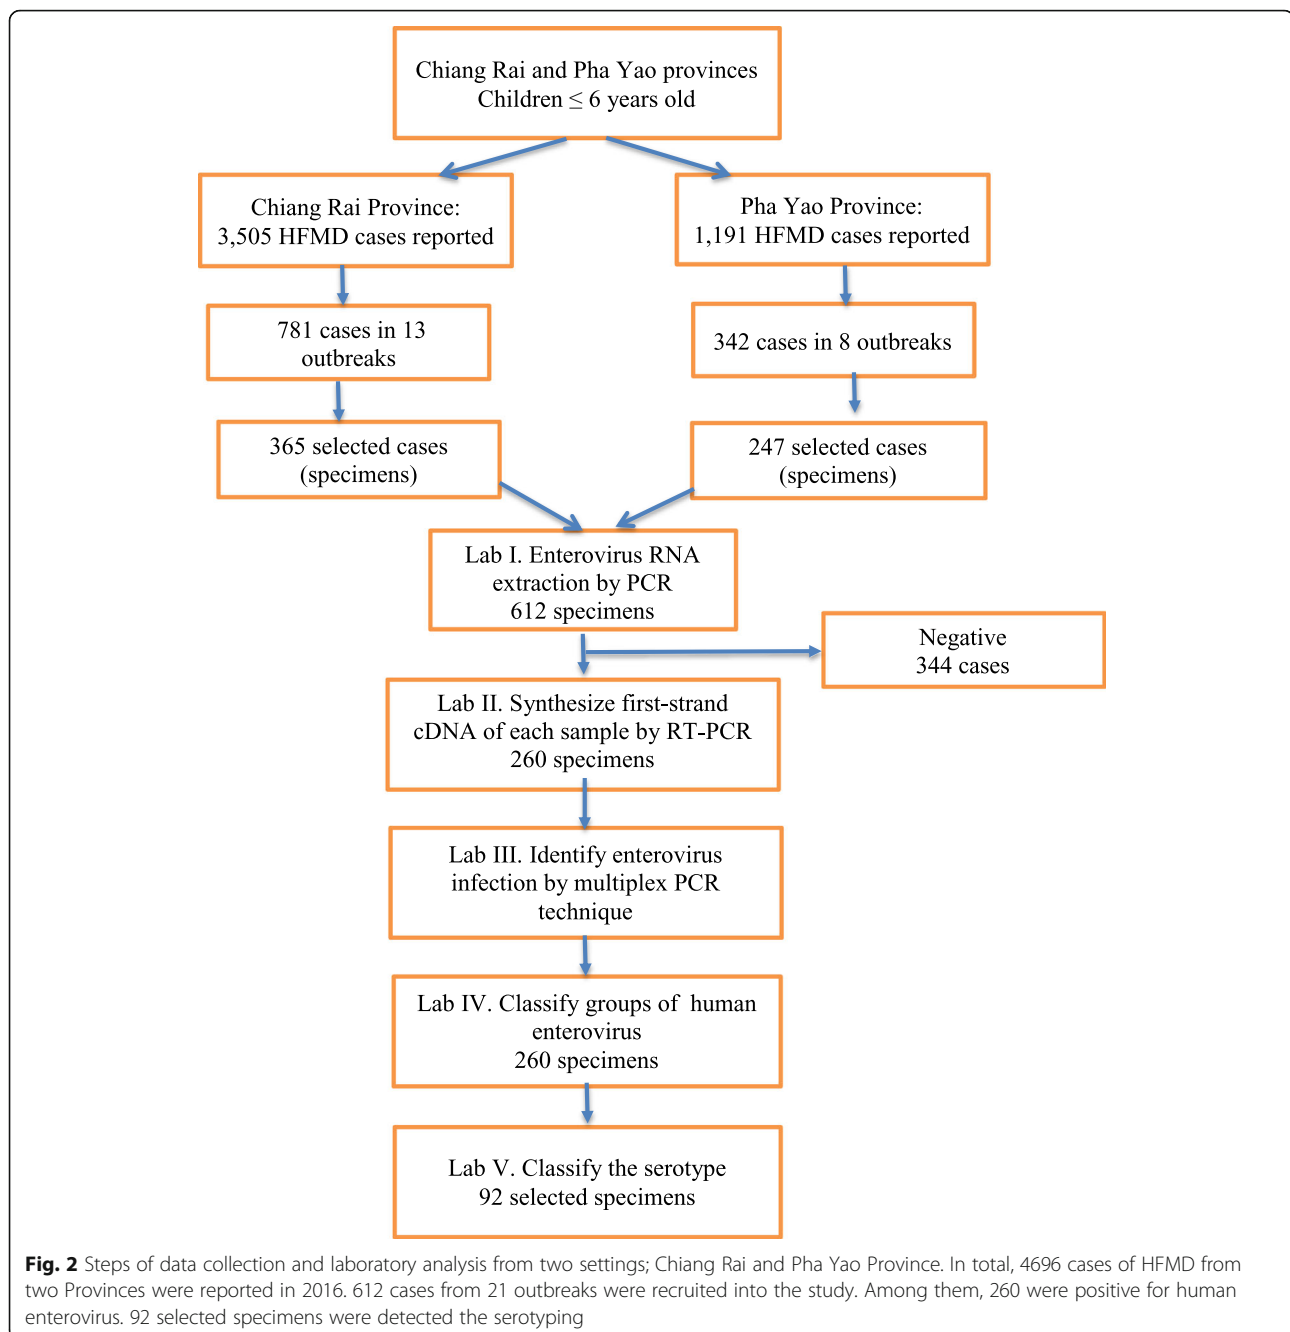 Chiang Rai and Pha Yao provinces
Children ≤ 6 years old
Chiang Rai Province:
3,505 HFMD cases reported
Pha Yao Province:
1,191 HFMD cases reported
781 cases in 13
outbreaks
342 cases in 8 outbreaks
365 selected cases
(specimens)
247 selected cases
(specimens)
Lab I. Enterovirus RNA
extraction by PCR
612 specimens
Negative
344 cases
Lab II. Synthesize first-strand
cDNA of each sample by RT-PCR
260 specimens
Lab III. Identify enterovirus
infection by multiplex PCR
technique
Lab IV. Classify groups of human
enterovirus
260 specimens
Lab V. Classify the serotype
92 selected specimens
Fig. 2 Steps of data collection and laboratory analysis from two settings; Chiang Rai and Pha Yao Province. In total, 4696 cases of HFMD from
two Provinces were reported in 2016. 612 cases from 21 outbreaks were recruited into the study. Among them, 260 were positive for human
enterovirus. 92 selected specimens were detected the serotyping